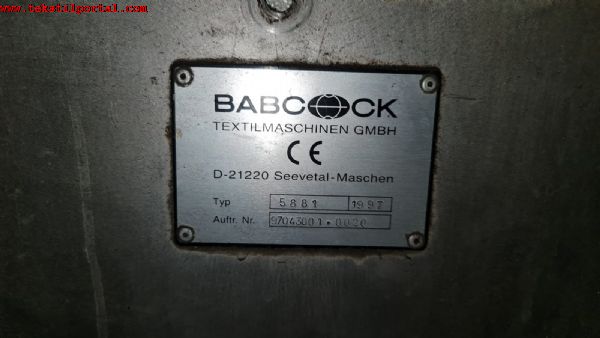 www.tekstilportal.com
BABCOCK
TEXTILMASCHINEN GMBH
CE
D-21220 Seevetal-Maschen
Typ 5881 1997
Auftr. Nr. 97043001.0020